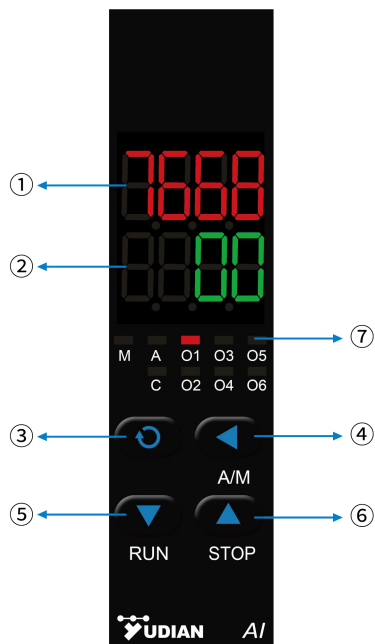 ①
7668
②
00
⑦
M A O1 O3 O5
C O2 O4 O6
③
④
A/M
⑤
⑥
RUN STOP
YUDIAN AI